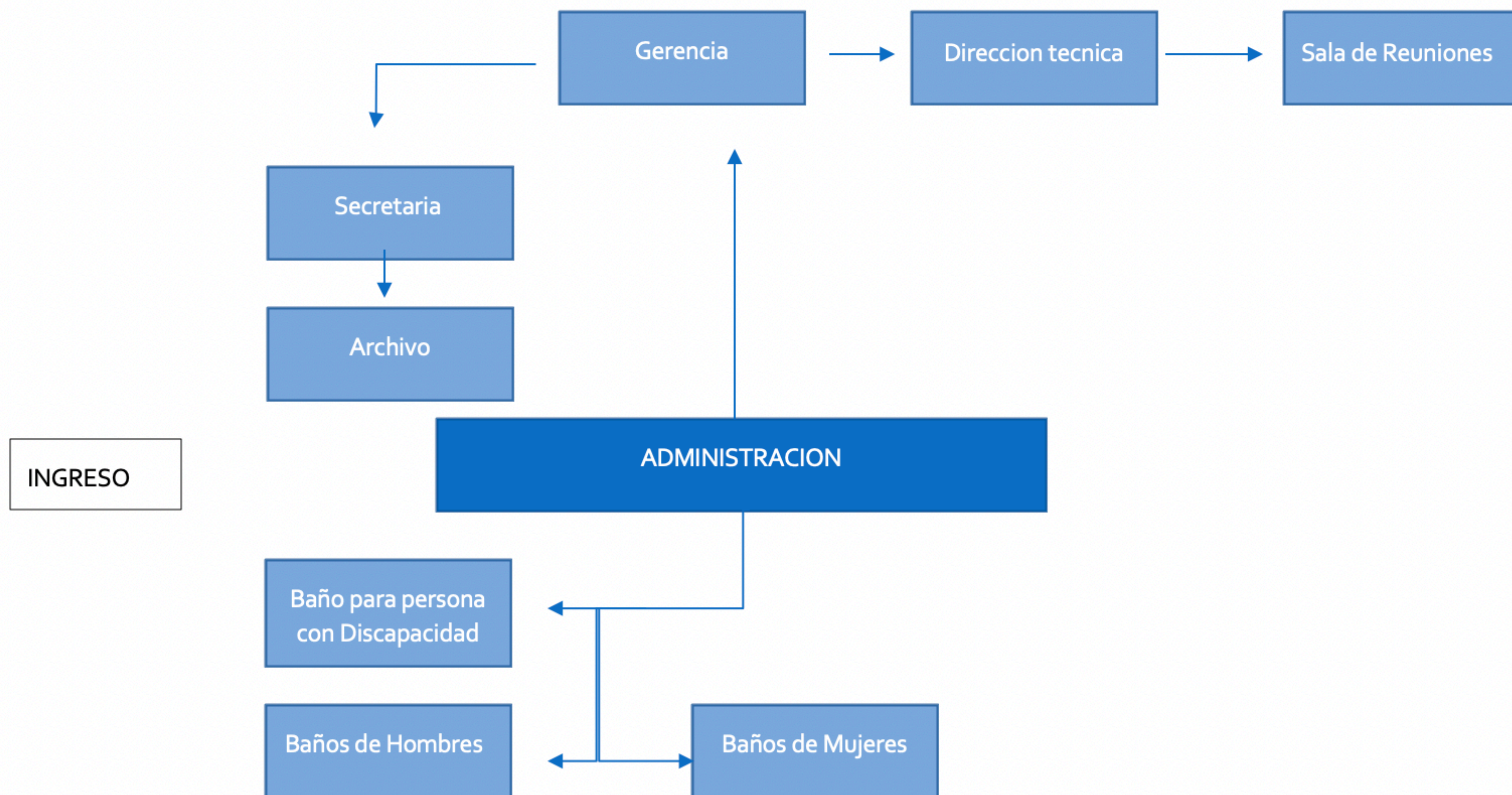 Gerencia
Direccion tecnica
Sala de Reuniones
Secretaria
Archivo
ADMINISTRACION
INGRESO
Baño para persona
con Discapacidad
Baños de Hombres
Baños de Mujeres